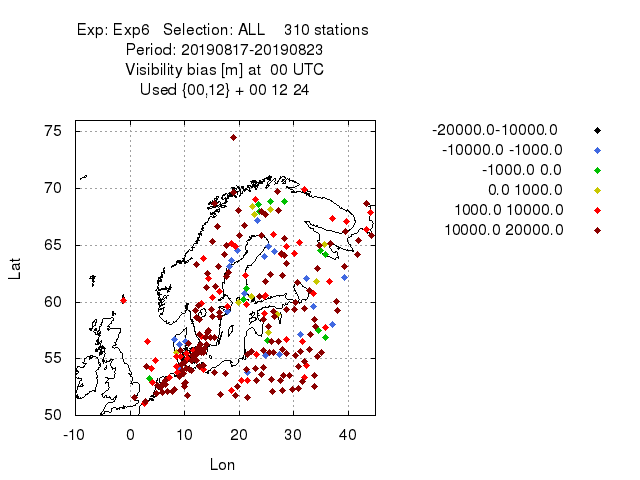 Exp: Exp6   Selection: ALL    310 stations
Period: 20190817-20190823
Visibility bias [m] at  00 UTC
Used {00,12} + 00 12 24
-20000.0-10000.0
-10000.0 -1000.0
-1000.0 0.0
0.0 1000.0
1000.0 10000.0
10000.0 20000.0
75
70
65
60
55
50
Lat
-10 0 10 20 30 40
Lon